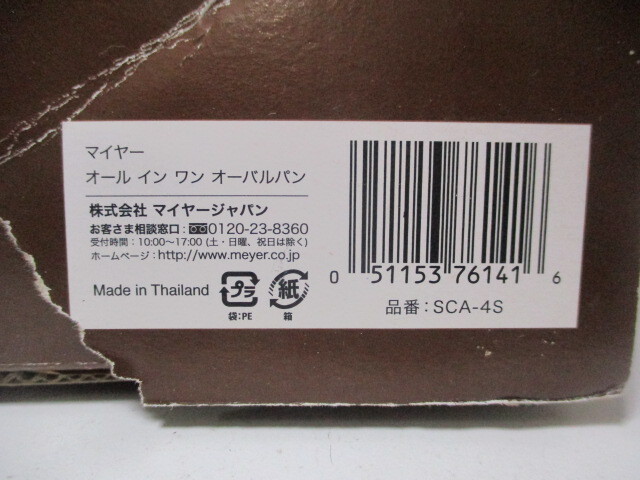 マイヤー
オール イン ワン オーバルパン
株式会社 マイヤージャパン
お客さま相談窓口:0120-23-8360
受付時間:10:00~17:00 (土・日曜、祝日は除く)
ホームページ:http://www.meyer.co.jp
Made in Thailand
プラ
紙
袋:PE
箱
0 51153 76141 6
品番:SCA-4S